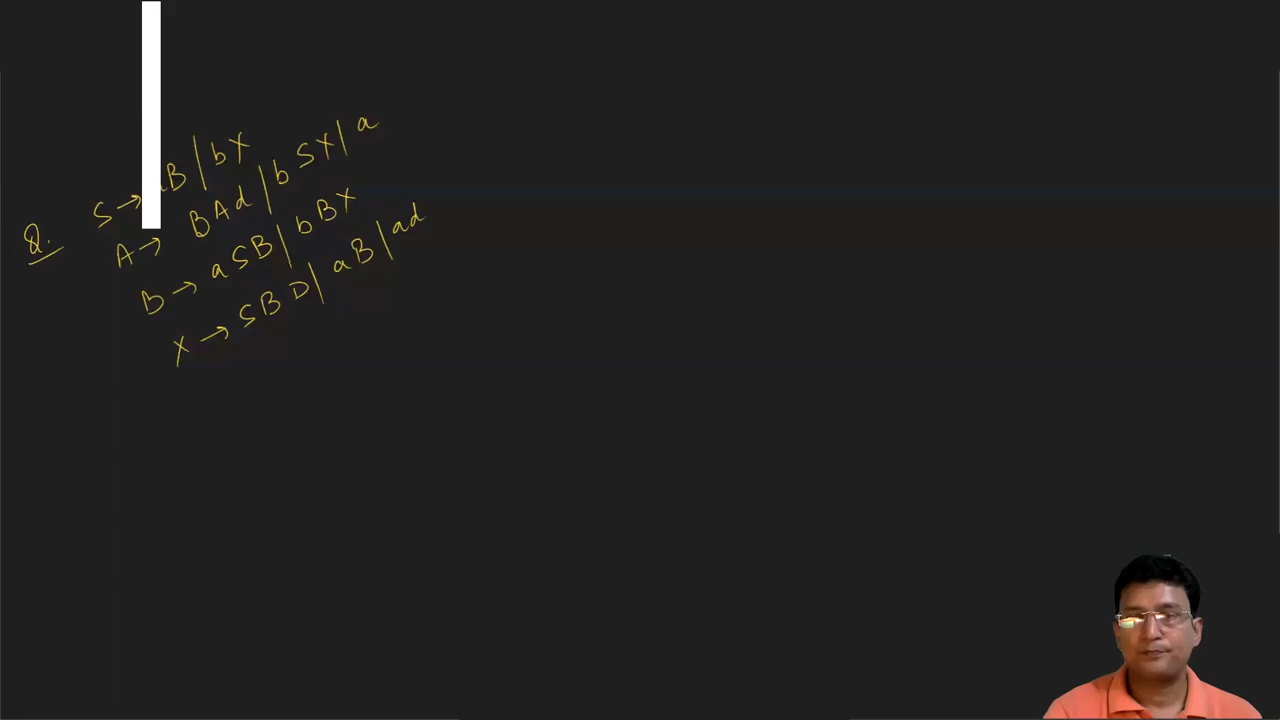 Q.
S → B | bX
A → BAd | bSX | a
B → aSB | bBX
X → SBD | aB | ad